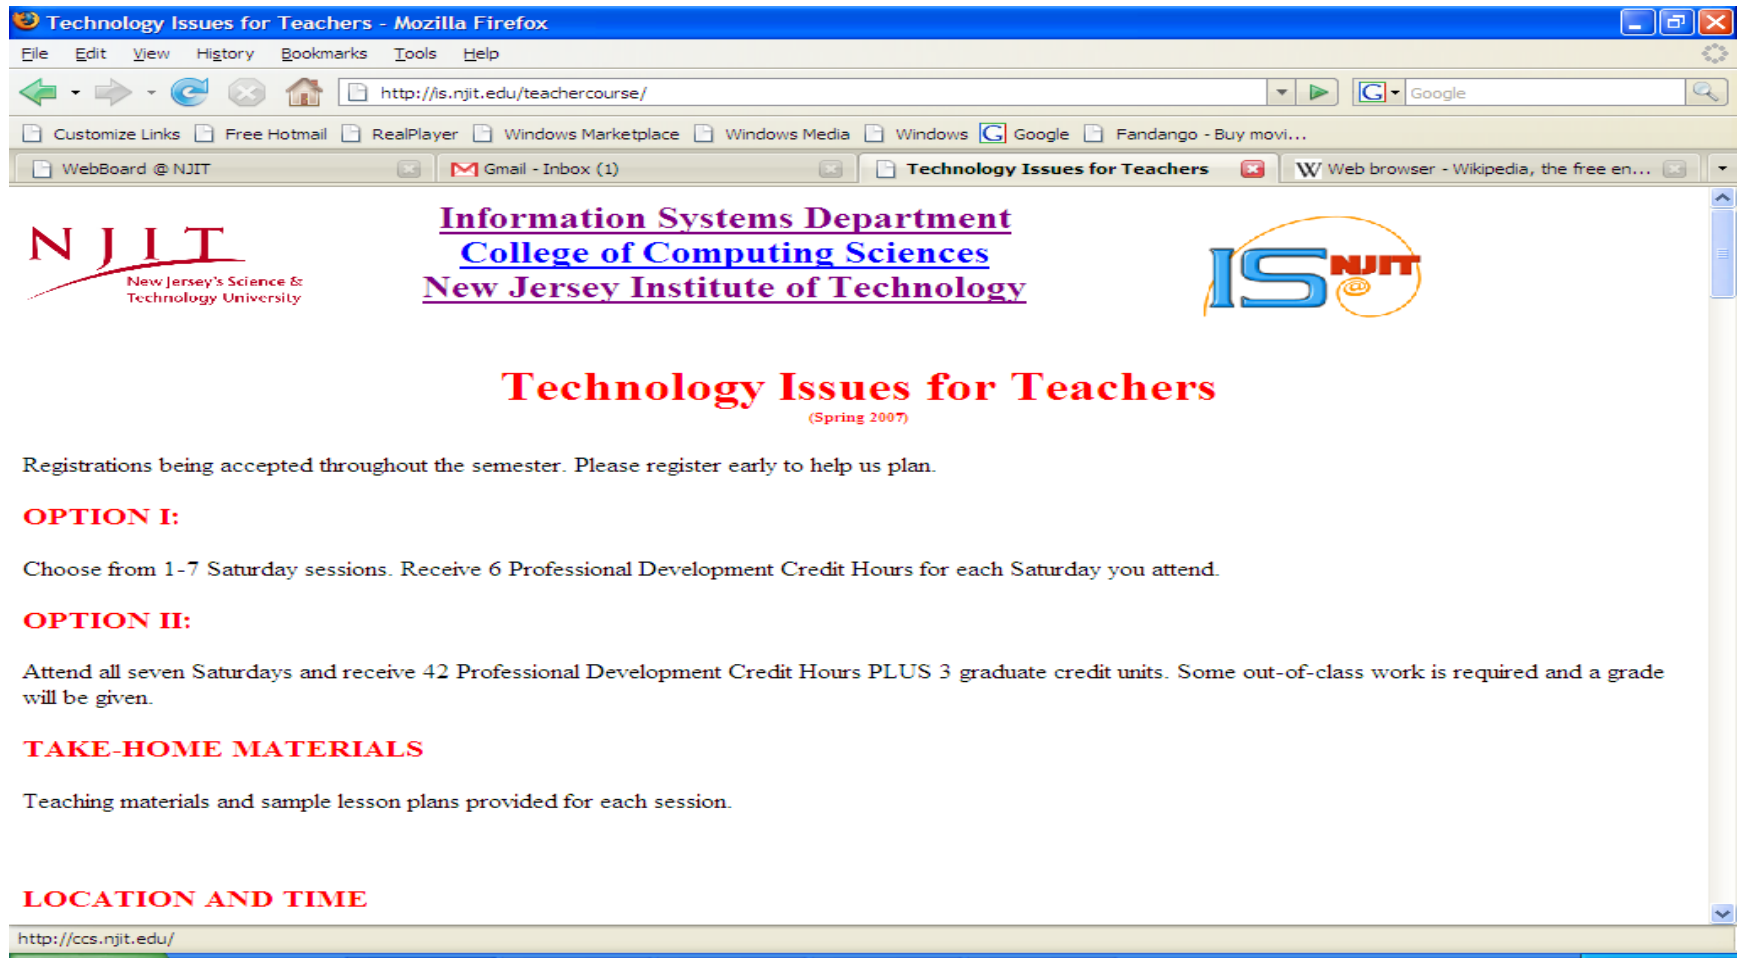 Technology Issues for Teachers - Mozilla Firefox
File Edit View History Bookmarks Tools Help
http://is.njit.edu/teachercourse/ G Google
Customize Links Free Hotmail RealPlayer Windows Marketplace Windows Media Windows G Google Fandango - Buy movi...
WebBoard @ NJIT Gmail - Inbox (1) Technology Issues for Teachers W Web browser - Wikipedia, the free en...
NJIT
New Jersey's Science &
Technology University
Information Systems Department
College of Computing Sciences
New Jersey Institute of Technology
IS@NJIT
Technology Issues for Teachers
(Spring 2007)
Registrations being accepted throughout the semester. Please register early to help us plan.
OPTION I:
Choose from 1-7 Saturday sessions. Receive 6 Professional Development Credit Hours for each Saturday you attend.
OPTION II:
Attend all seven Saturdays and receive 42 Professional Development Credit Hours PLUS 3 graduate credit units. Some out-of-class work is required and a grade
will be given.
TAKE-HOME MATERIALS
Teaching materials and sample lesson plans provided for each session.
LOCATION AND TIME
http://ccs.njit.edu/